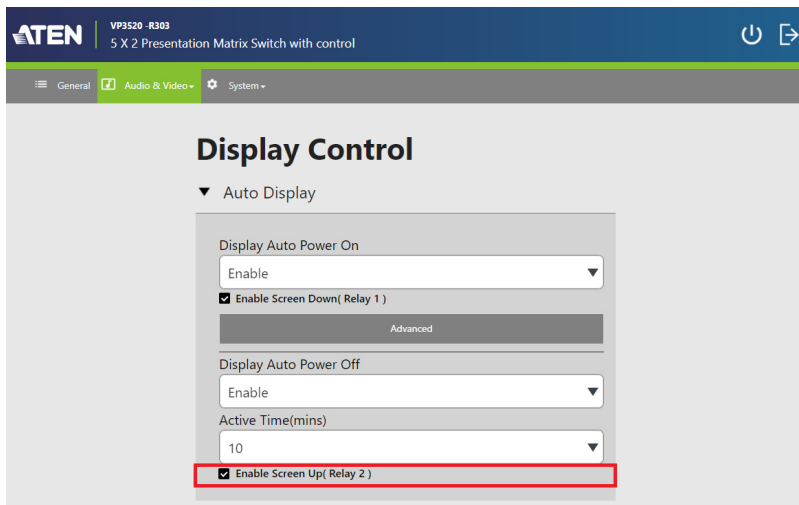 ATEN
VP3520 -R303
5 X 2 Presentation Matrix Switch with control
General Audio & Video System
Display Control
Auto Display
Display Auto Power On
Enable
Enable Screen Down( Relay 1 )
Advanced
Display Auto Power Off
Enable
Active Time(mins)
10
Enable Screen Up( Relay 2 )